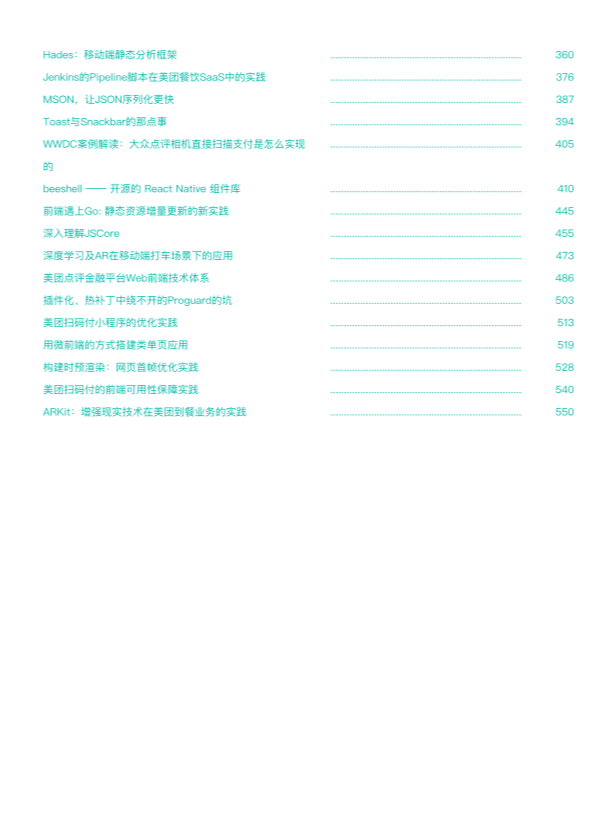 Hades：移动端静态分析框架 360
Jenkins的Pipeline脚本在美团餐饮SaaS中的实践 376
MSON，让JSON序列化更快 387
Toast与Snackbar的那点事 394
WWDC案例解读：大众点评相机直接扫描支付是怎么实现 405
的
beeshell —— 开源的 React Native 组件库 410
前端遇上Go: 静态资源增量更新的新实践 445
深入理解JSCore 455
深度学习及AR在移动端打车场景下的应用 473
美团点评金融平台Web前端技术体系 486
插件化、热补丁中绕不开的Proguard的坑 503
美团扫码付小程序的优化实践 513
用微前端的方式搭建类单页应用 519
构建时预渲染：网页首帧优化实践 528
美团扫码付的前端可用性保障实践 540
ARKit：增强现实技术在美团到餐业务的实践 550